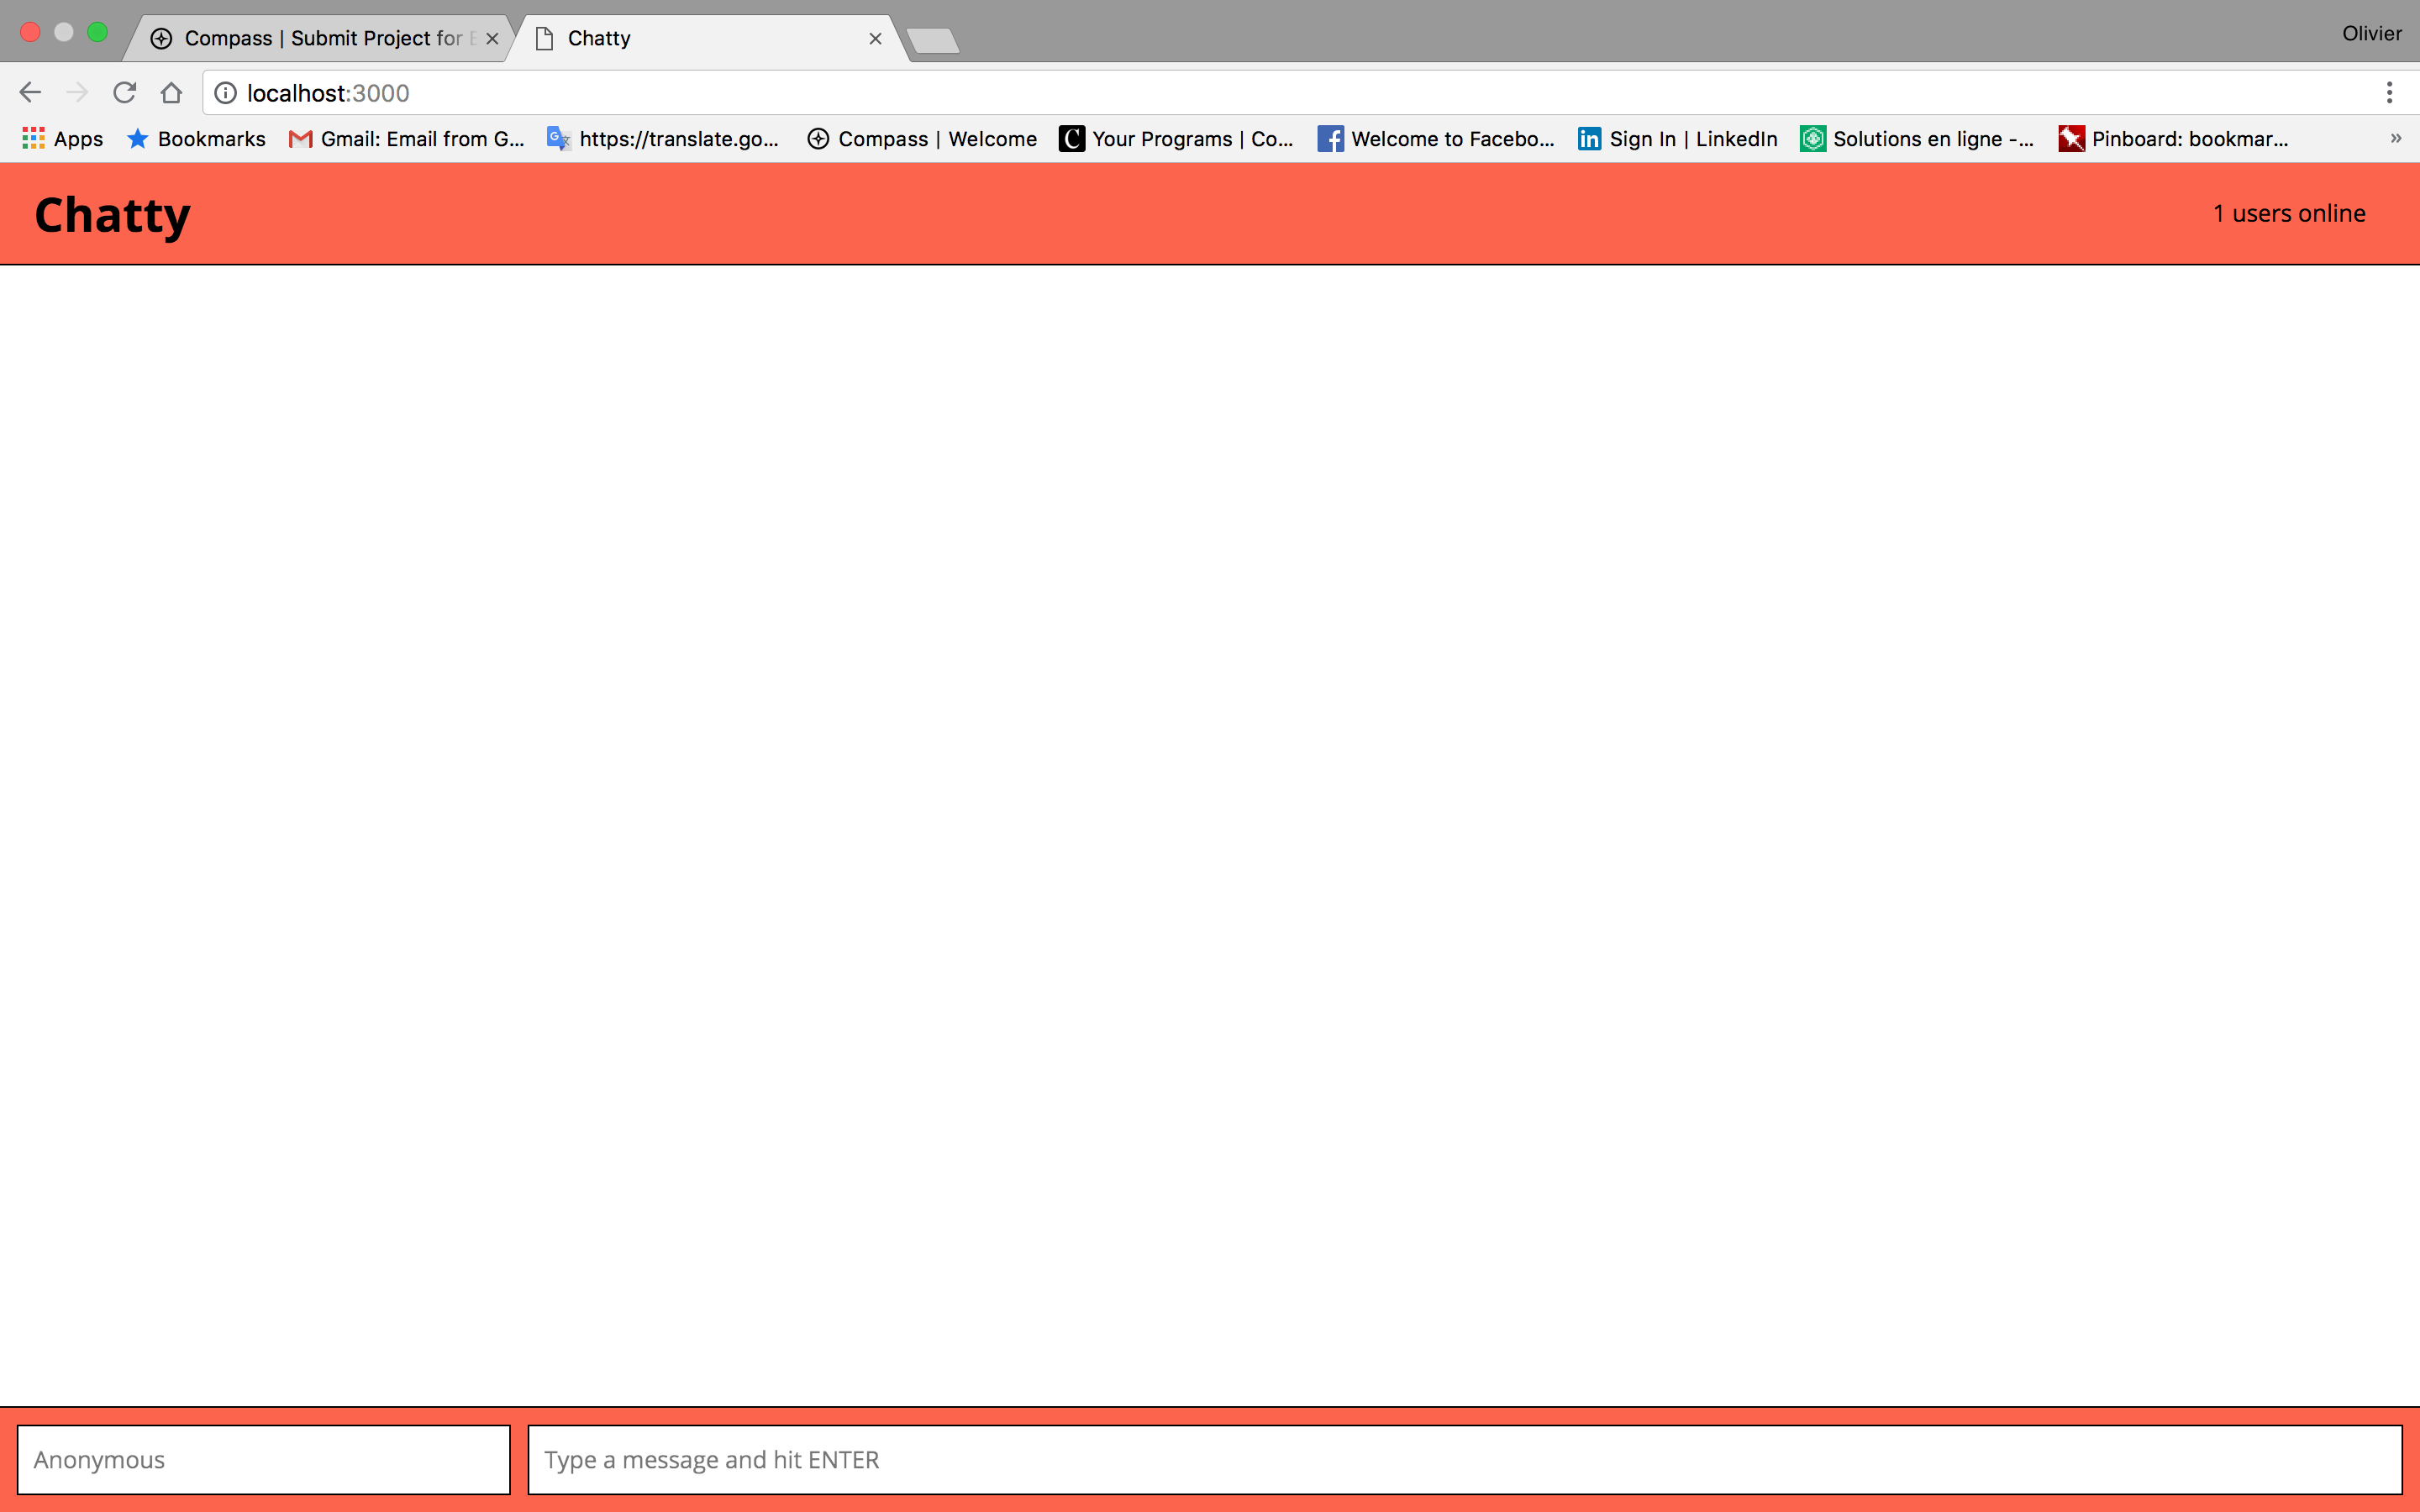 Compass | Submit Project for E
Chatty
Olivier
localhost:3000
Apps Bookmarks Gmail: Email from G... https://translate.go... Compass | Welcome Your Programs | Co... Welcome to Facebo... Sign In | LinkedIn Solutions en ligne -... Pinboard: bookmar... »
Chatty
1 users online
Anonymous
Type a message and hit ENTER